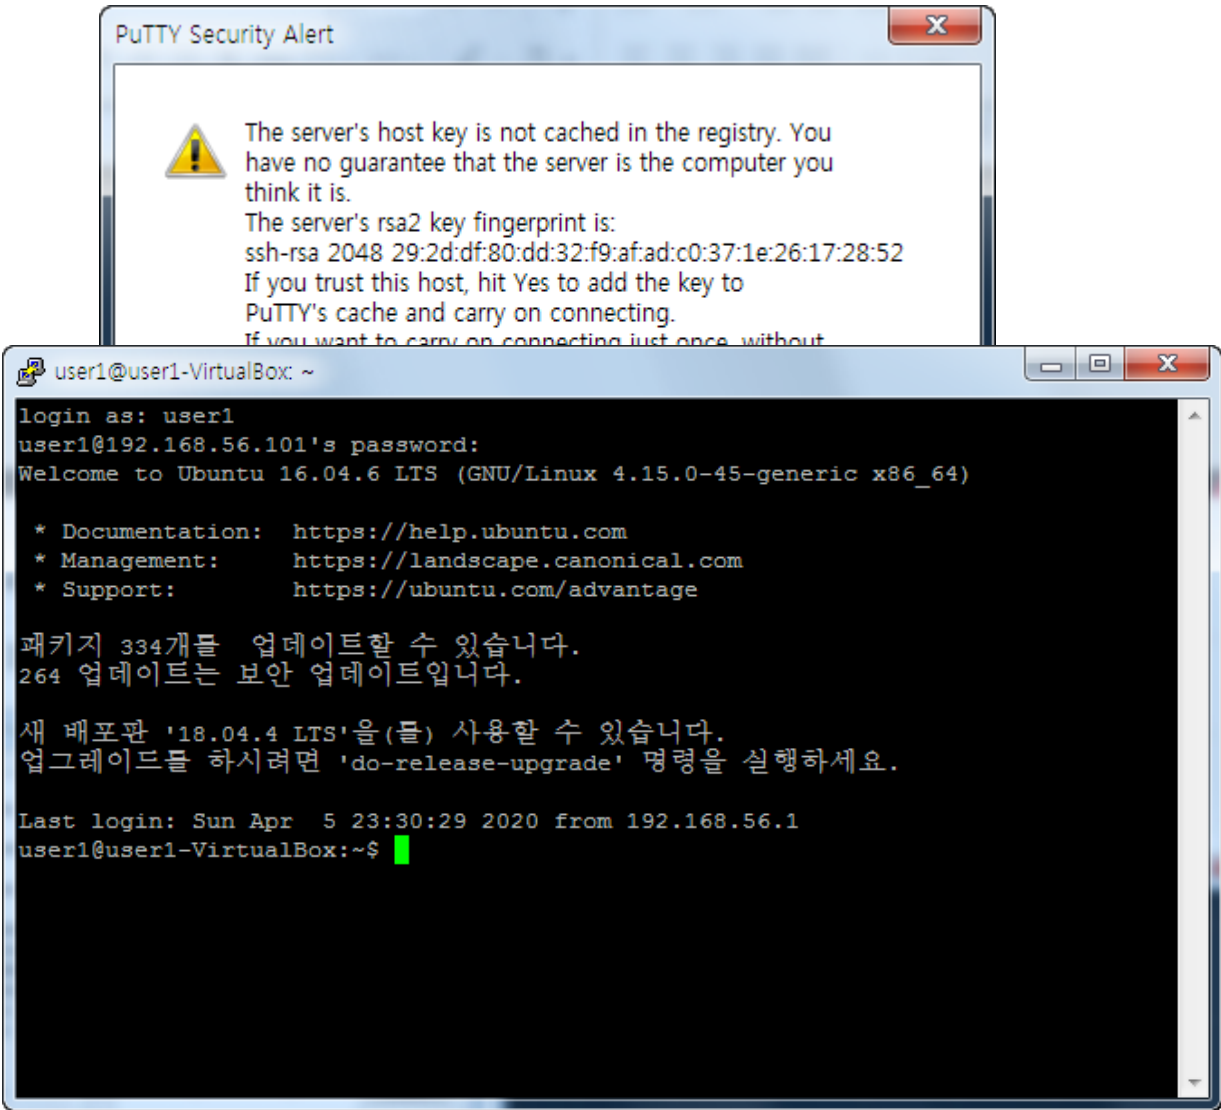 PuTTY Security Alert
The server's host key is not cached in the registry. You
have no guarantee that the server is the computer you
think it is.
The server's rsa2 key fingerprint is:
ssh-rsa 2048 29:2d:df:80:dd:32:f9:af:ad:c0:37:1e:26:17:28:52
If you trust this host, hit Yes to add the key to
PuTTY's cache and carry on connecting.
If you want to carry on connecting just once, without
user1@user1-VirtualBox: ~
login as: user1
user1@192.168.56.101's password:
Welcome to Ubuntu 16.04.6 LTS (GNU/Linux 4.15.0-45-generic x86_64)
* Documentation:  https://help.ubuntu.com
* Management:     https://landscape.canonical.com
* Support:        https://ubuntu.com/advantage
패키지 334개를  업데이트할 수 있습니다.
264 업데이트는 보안 업데이트입니다.
새 배포판 '18.04.4 LTS'을(를) 사용할 수 있습니다.
업그레이드를 하시려면 'do-release-upgrade' 명령을 실행하세요.
Last login: Sun Apr  5 23:30:29 2020 from 192.168.56.1
user1@user1-VirtualBox:~$